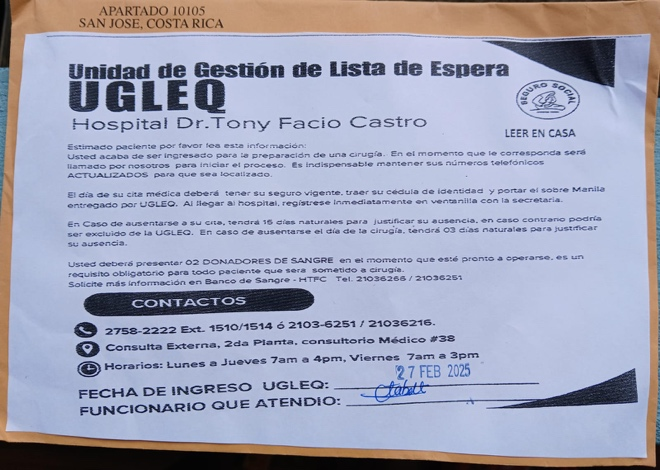 APARTADO 10105
SAN JOSE, COSTA RICA
Unidad de Gestión de Lista de Espera
UGLEQ
Hospital Dr.Tony Facio Castro
SEGURO SOCIAL
LEER EN CASA
Estimado paciente por favor lea esta información:
Usted acaba de ser ingresado para la preparación de una cirugía. En el momento que le corresponda será
llamado por nosotros para iniciar el proceso. Es indispensable mantener sus números telefónicos
ACTUALIZADOS para que sea localizado.
El día de su cita médica deberá tener su seguro vigente, traer su cédula de identidad y portar el sobre Manila
entregado por UGLEQ. Al llegar al hospital, regístrese inmediatamente en ventanilla con la secretaria.
En Caso de ausentarse a su cita, tendrá 15 días naturales para justificar su ausencia, en caso contrario podría
ser excluido de la UGLEQ. En caso de ausentarse el día de la cirugía, tendrá 03 días naturales para justificar
su ausencia.
Usted deberá presentar 02 DONADORES DE SANGRE en el momento que esté pronto a operarse, es un
requisito obligatorio para todo paciente que sera sometido a cirugía.
Solicite más información en Banco de Sangre - HTFC Tel. 21036266 / 21036251
CONTACTOS
2758-2222 Ext. 1510/1514 ó 2103-6251 / 21036216.
Consulta Externa, 2da Planta, consultorio Médico #38
Horarios: Lunes a Jueves 7am a 4pm, Viernes 7am a 3pm
27 FEB 2025
FECHA DE INGRESO UGLEQ:
FUNCIONARIO QUE ATENDIO: